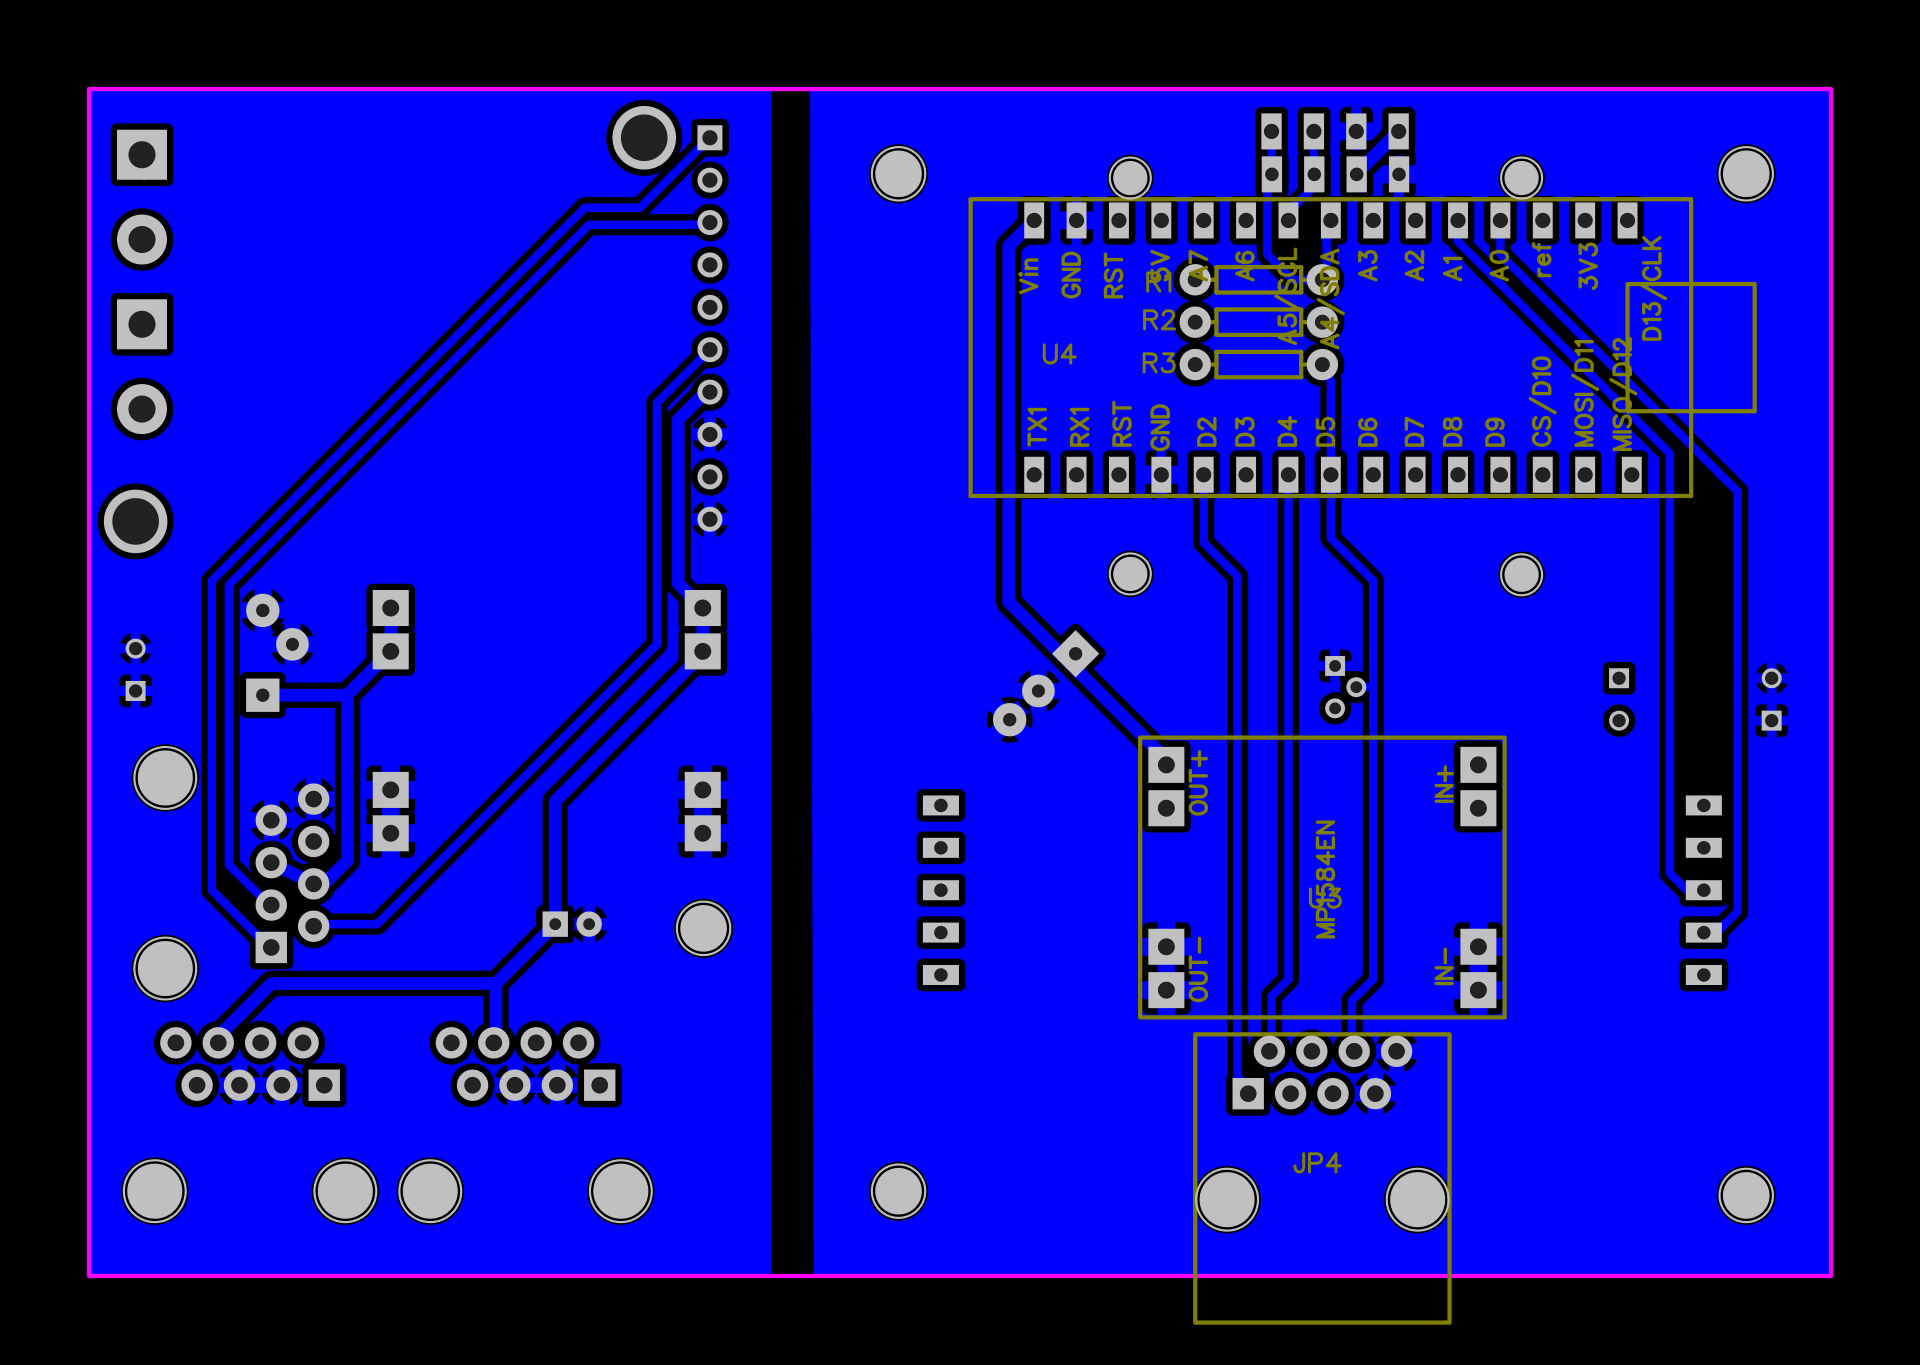 Vin
GND
RST
5V
A7
A6
A5/SCL
A4/SDA
A3
A2
A1
A0
ref
3V3
D13/CLK
R1
R2
R3
U4
TX1
RX1
RST
GND
D2
D3
D4
D5
D6
D7
D8
D9
CS/D10
MOSI/D11
MISO/D12
OUT+
IN+
MP1584EN
OUT-
IN-
JP4